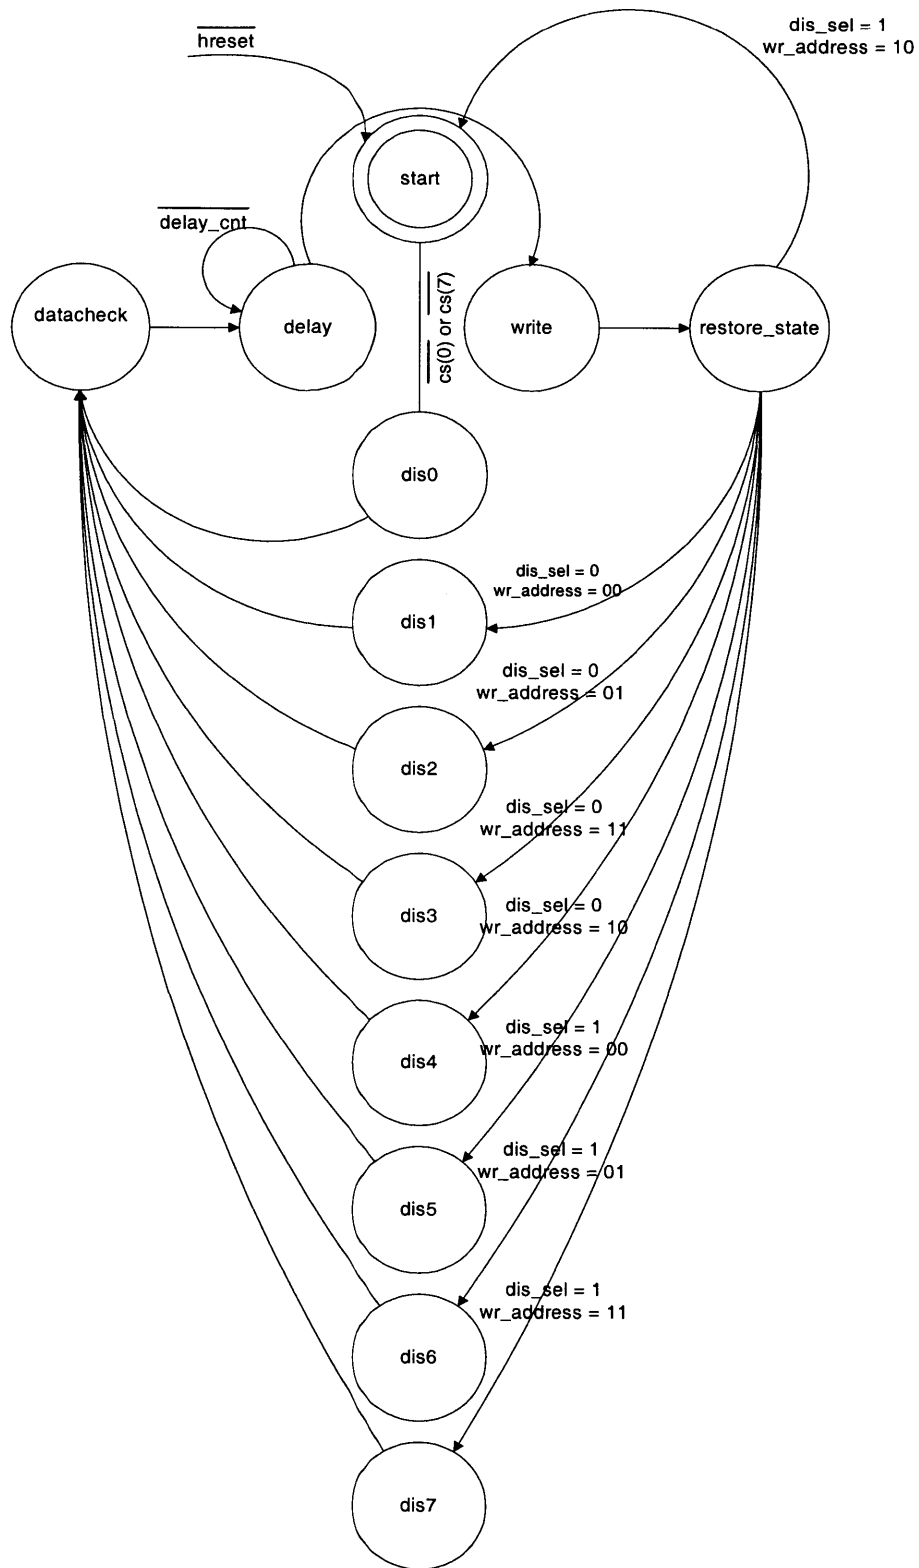 dis_sel = 1
wr_address = 10
hreset
start
delay_cnt
cs(0) or cs(7)
datacheck
delay
write
restore_state
dis0
dis_sel = 0
wr_address = 00
dis1
dis_sel = 0
wr_address = 01
dis2
dis_sel = 0
wr_address = 11
dis3
dis_sel = 0
wr_address = 10
dis_sel = 1
wr_address = 00
dis4
dis_sel = 1
wr_address = 01
dis5
dis_sel = 1
wr_address = 11
dis6
dis7